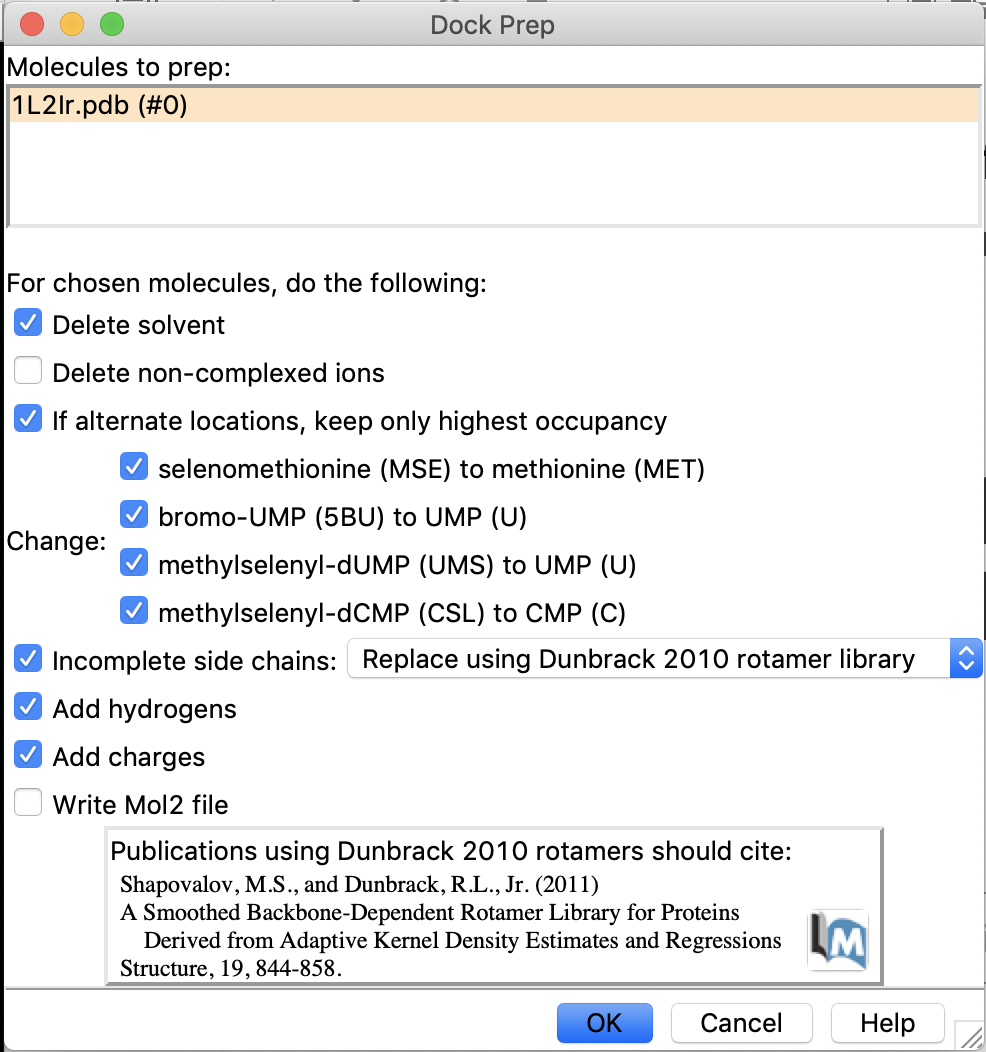 Dock Prep
Molecules to prep:
1L2Ir.pdb (#0)
For chosen molecules, do the following:
Delete solvent
Delete non-complexed ions
If alternate locations, keep only highest occupancy
Change:
selenomethionine (MSE) to methionine (MET)
bromo-UMP (5BU) to UMP (U)
methylselenyl-dUMP (UMS) to UMP (U)
methylselenyl-dCMP (CSL) to CMP (C)
Incomplete side chains: Replace using Dunbrack 2010 rotamer library
Add hydrogens
Add charges
Write Mol2 file
Publications using Dunbrack 2010 rotamers should cite:
Shapovalov, M.S., and Dunbrack, R.L., Jr. (2011)
A Smoothed Backbone-Dependent Rotamer Library for Proteins
Derived from Adaptive Kernel Density Estimates and Regressions
Structure, 19, 844-858.
M
OK Cancel Help